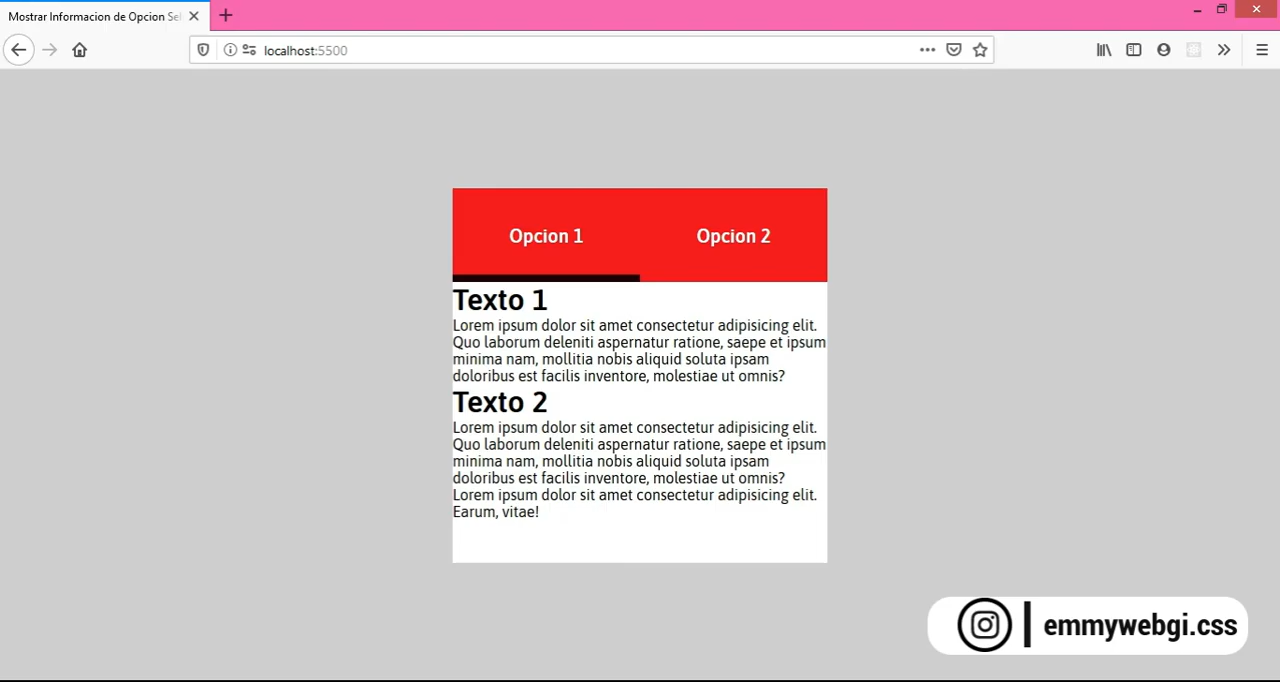 Mostrar Informacion de Opcion Sel
localhost:5500
Opcion 1
Opcion 2
Texto 1
Lorem ipsum dolor sit amet consectetur adipisicing elit.
Quo laborum deleniti aspernatur ratione, saepe et ipsum
minima nam, mollitia nobis aliquid soluta ipsam
doloribus est facilis inventore, molestiae ut omnis?
Texto 2
Lorem ipsum dolor sit amet consectetur adipisicing elit.
Quo laborum deleniti aspernatur ratione, saepe et ipsum
minima nam, mollitia nobis aliquid soluta ipsam
doloribus est facilis inventore, molestiae ut omnis?
Lorem ipsum dolor sit amet consectetur adipisicing elit.
Earum, vitae!
emmywebgi.css